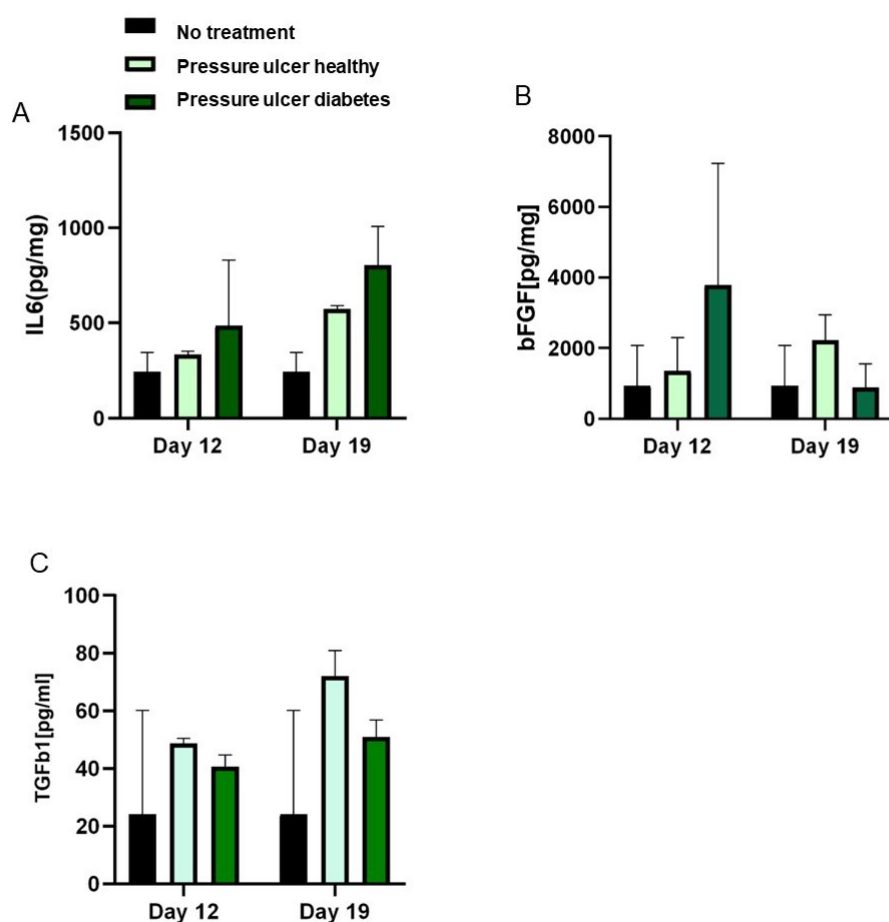 No treatment
Pressure ulcer healthy
Pressure ulcer diabetes
A
1500
1000
500
0
IL6(pg/mg)
Day 12
Day 19
B
8000
6000
4000
2000
0
bFGF[pg/mg]
Day 12
Day 19
C
100
80
60
40
20
0
TGFb1[pg/ml]
Day 12
Day 19